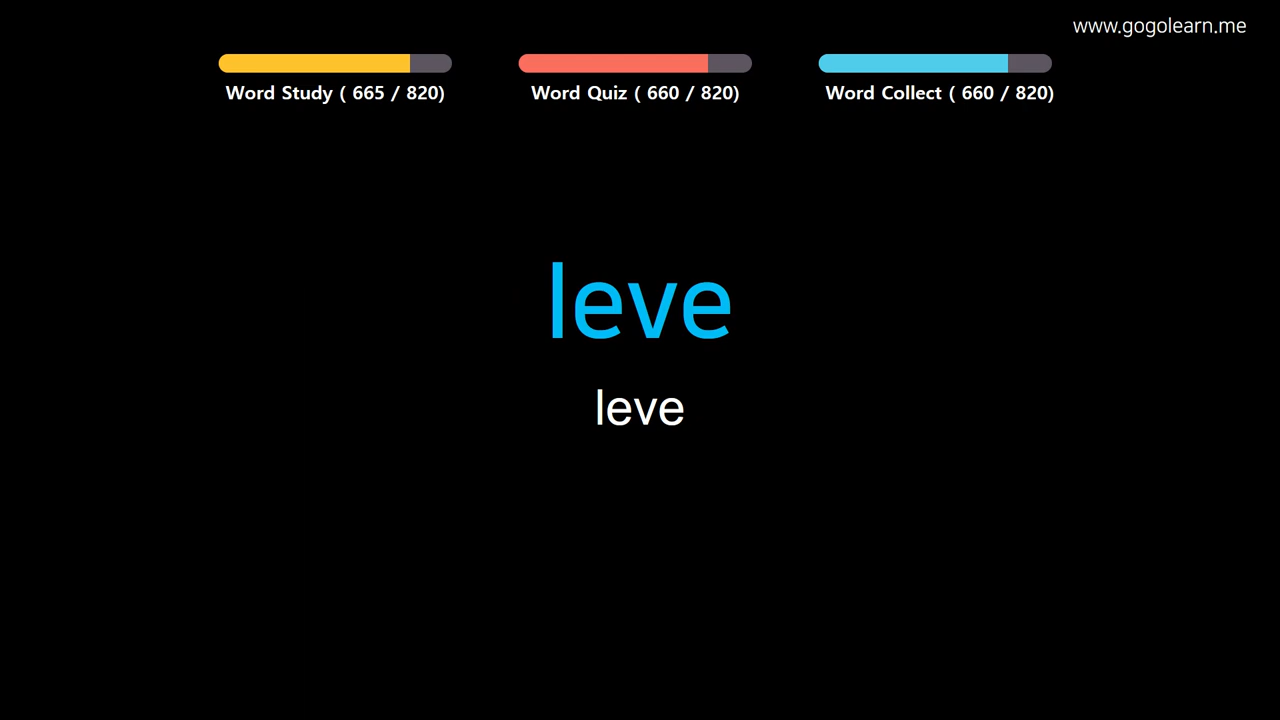 www.gogolearn.me
Word Study ( 665 / 820)
Word Quiz ( 660 / 820)
Word Collect ( 660 / 820)
leve
leve